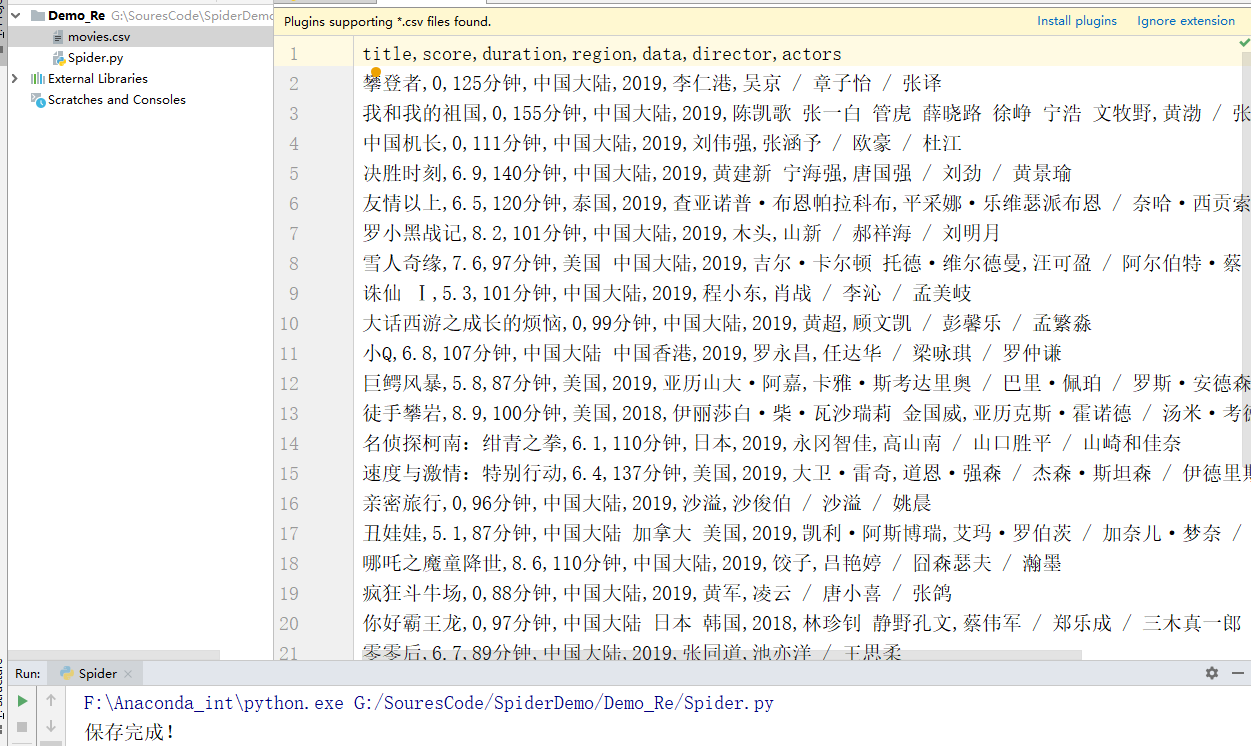 Demo_Re G:\SouresCode\SpiderDemo
movies.csv
Spider.py
External Libraries
Scratches and Consoles
Plugins supporting *.csv files found.
Install plugins Ignore extension
1 title,score,duration,region,data,director,actors
2 攀登者,0,125分钟,中国大陆,2019,李仁港,吴京 / 章子怡 / 张译
3 我和我的祖国,0,155分钟,中国大陆,2019,陈凯歌 张一白 管虎 薛晓路 徐峥 宁浩 文牧野,黄渤 / 张
4 中国机长,0,111分钟,中国大陆,2019,刘伟强,张涵予 / 欧豪 / 杜江
5 决胜时刻,6.9,140分钟,中国大陆,2019,黄建新 宁海强,唐国强 / 刘劲 / 黄景瑜
6 友情以上,6.5,120分钟,泰国,2019,查亚诺普·布恩帕拉科布,平采娜·乐维瑟派布恩 / 奈哈·西贡索
7 罗小黑战记,8.2,101分钟,中国大陆,2019,木头,山新 / 郝祥海 / 刘明月
8 雪人奇缘,7.6,97分钟,美国 中国大陆,2019,吉尔·卡尔顿 托德·维尔德曼,汪可盈 / 阿尔伯特·蔡
9 诛仙 Ⅰ,5.3,101分钟,中国大陆,2019,程小东,肖战 / 李沁 / 孟美岐
10 大话西游之成长的烦恼,0,99分钟,中国大陆,2019,黄超,顾文凯 / 彭馨乐 / 孟繁淼
11 小Q,6.8,107分钟,中国大陆 中国香港,2019,罗永昌,任达华 / 梁咏琪 / 罗仲谦
12 巨鳄风暴,5.8,87分钟,美国,2019,亚历山大·阿嘉,卡雅·斯考达里奥 / 巴里·佩珀 / 罗斯·安德森
13 徒手攀岩,8.9,100分钟,美国,2018,伊丽莎白·柴·瓦沙瑞莉 金国威,亚历克斯·霍诺德 / 汤米·考德
14 名侦探柯南：绀青之拳,6.1,110分钟,日本,2019,永冈智佳,高山南 / 山口胜平 / 山崎和佳奈
15 速度与激情：特别行动,6.4,137分钟,美国,2019,大卫·雷奇,道恩·强森 / 杰森·斯坦森 / 伊德里斯
16 亲密旅行,0,96分钟,中国大陆,2019,沙溢,沙俊伯 / 沙溢 / 姚晨
17 丑娃娃,5.1,87分钟,中国大陆 加拿大 美国,2019,凯利·阿斯博瑞,艾玛·罗伯茨 / 加奈儿·梦奈 /
18 哪吒之魔童降世,8.6,110分钟,中国大陆,2019,饺子,吕艳婷 / 囧森瑟夫 / 瀚墨
19 疯狂斗牛场,0,88分钟,中国大陆,2019,黄军,凌云 / 唐小喜 / 张鸽
20 你好霸王龙,0,97分钟,中国大陆 日本 韩国,2018,林珍钊 静野孔文,蔡伟军 / 郑乐成 / 三木真一郎
21 零零后,6.7,89分钟,中国大陆,2019,张同道,池亦洋 / 王思柔
Run: Spider
F:\Anaconda_int\python.exe G:/SouresCode/SpiderDemo/Demo_Re/Spider.py
保存完成!